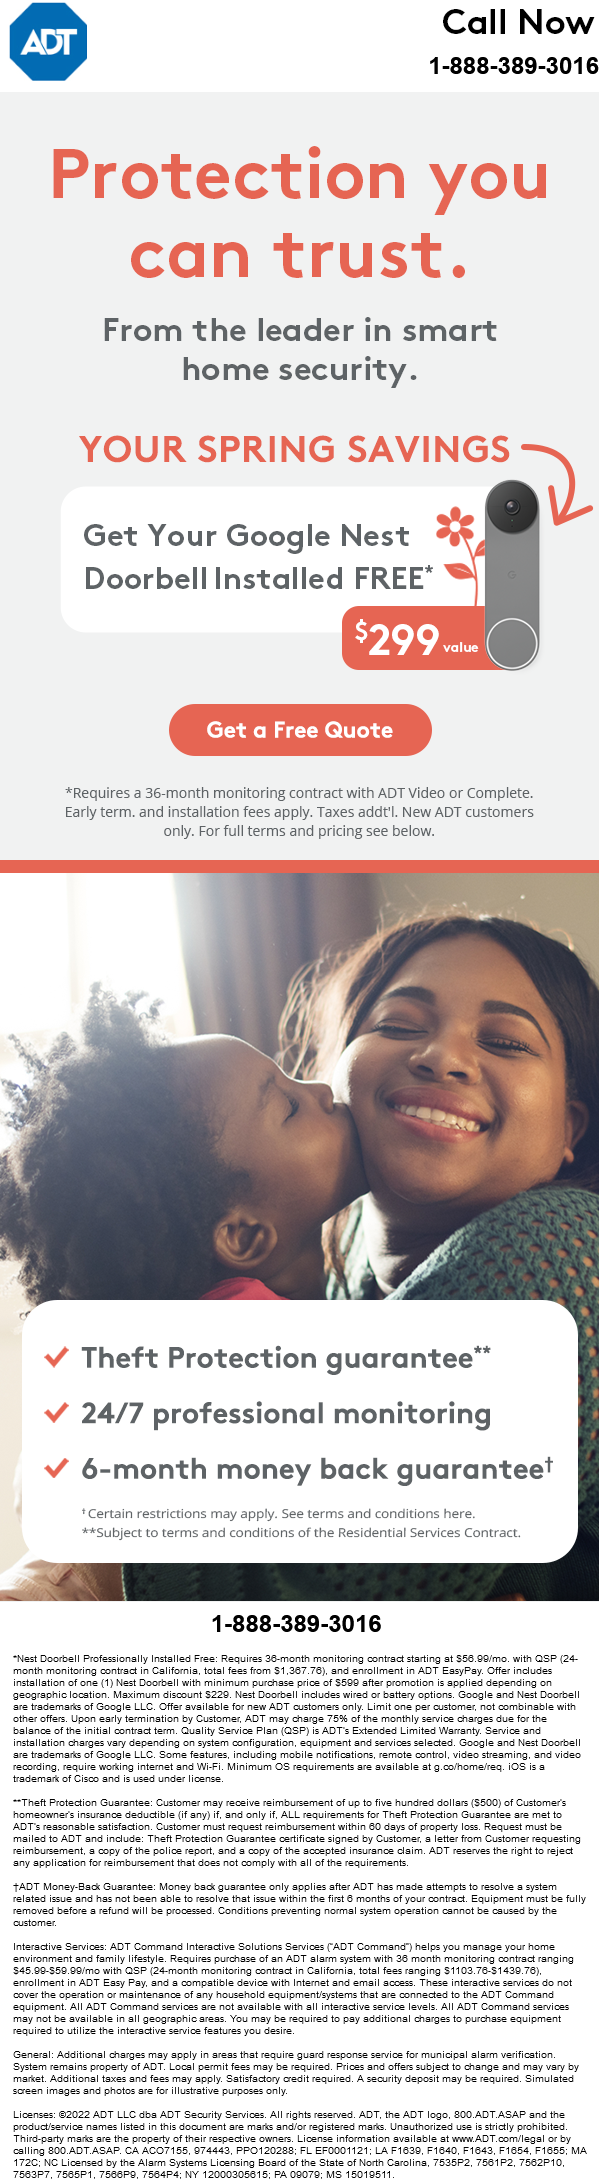 ADT
Call Now
1-888-389-3016
Protection you
can trust.
From the leader in smart
home security.
YOUR SPRING SAVINGS
Get Your Google Nest
Doorbell Installed FREE*
$299 value
Get a Free Quote
*Requires a 36-month monitoring contract with ADT Video or Complete.
Early term. and installation fees apply. Taxes addt'l. New ADT customers
only. For full terms and pricing see below.
Theft Protection guarantee**
24/7 professional monitoring
6-month money back guarantee†
†Certain restrictions may apply. See terms and conditions here.
**Subject to terms and conditions of the Residential Services Contract.
1-888-389-3016
*Nest Doorbell Professionally Installed Free: Requires 36-month monitoring contract starting at $56.99/mo. with QSP (24-
month monitoring contract in California, total fees from $1,367.76), and enrollment in ADT EasyPay. Offer includes
installation of one (1) Nest Doorbell with minimum purchase price of $599 after promotion is applied depending on
geographic location. Maximum discount $229. Nest Doorbell includes wired or battery options. Google and Nest Doorbell
are trademarks of Google LLC. Offer available for new ADT customers only. Limit one per customer, not combinable with
other offers. Upon early termination by Customer, ADT may charge 75% of the monthly service charges due for the
balance of the initial contract term. Quality Service Plan (QSP) is ADT's Extended Limited Warranty. Service and
installation charges vary depending on system configuration, equipment and services selected. Google and Nest Doorbell
are trademarks of Google LLC. Some features, including mobile notifications, remote control, video streaming, and video
recording, require working internet and Wi-Fi. Minimum OS requirements are available at g.co/home/req. iOS is a
trademark of Cisco and is used under license.
**Theft Protection Guarantee: Customer may receive reimbursement of up to five hundred dollars ($500) of Customer's
homeowner's insurance deductible (if any) if, and only if, ALL requirements for Theft Protection Guarantee are met to
ADT's reasonable satisfaction. Customer must request reimbursement within 60 days of property loss. Request must be
mailed to ADT and include: Theft Protection Guarantee certificate signed by Customer, a letter from Customer requesting
reimbursement, a copy of the police report, and a copy of the accepted insurance claim. ADT reserves the right to reject
any application for reimbursement that does not comply with all of the requirements.
†ADT Money-Back Guarantee: Money back guarantee only applies after ADT has made attempts to resolve a system
related issue and has not been able to resolve that issue within the first 6 months of your contract. Equipment must be fully
removed before a refund will be processed. Conditions preventing normal system operation cannot be caused by the
customer.
Interactive Services: ADT Command Interactive Solutions Services ("ADT Command") helps you manage your home
environment and family lifestyle. Requires purchase of an ADT alarm system with 36 month monitoring contract ranging
$45.99-$59.99/mo with QSP (24-month monitoring contract in California, total fees ranging $1103.76-$1439.76),
enrollment in ADT Easy Pay, and a compatible device with Internet and email access. These interactive services do not
cover the operation or maintenance of any household equipment/systems that are connected to the ADT Command
equipment. All ADT Command services are not available with all interactive service levels. All ADT Command services
may not be available in all geographic areas. You may be required to pay additional charges to purchase equipment
required to utilize the interactive service features you desire.
General: Additional charges may apply in areas that require guard response service for municipal alarm verification.
System remains property of ADT. Local permit fees may be required. Prices and offers subject to change and may vary by
market. Additional taxes and fees may apply. Satisfactory credit required. A security deposit may be required. Simulated
screen images and photos are for illustrative purposes only.
Licenses: ©2022 ADT LLC dba ADT Security Services. All rights reserved. ADT, the ADT logo, 800.ADT.ASAP and the
product/service names listed in this document are marks and/or registered marks. Unauthorized use is strictly prohibited.
Third-party marks are the property of their respective owners. License information available at www.ADT.com/legal or by
calling 800.ADT.ASAP. CA ACO7155, 974443, PPO120288; FL EF0001121; LA F1639, F1640, F1643, F1654, F1655; MA
172C; NC Licensed by the Alarm Systems Licensing Board of the State of North Carolina, 7535P2, 7561P2, 7562P10,
7563P7, 7565P1, 7566P9, 7564P4; NY 12000305615; PA 09079; MS 15019511.